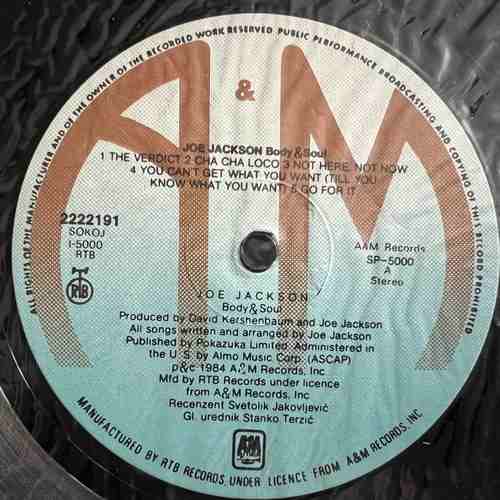 ALL RIGHTS OF THE MANUFACTURER AND OF THE OWNER OF THE RECORDED WORK RESERVED PUBLIC PERFORMANCE BROADCASTING AND COPYING OF THIS RECORD PROHIBITED
&
JOE JACKSON Body & Soul
1 THE VERDICT 2 CHA CHA LOCO 3 NOT HERE, NOT NOW
4 YOU CAN'T GET WHAT YOU WANT (TILL YOU
KNOW WHAT YOU WANT) 5 GO FOR IT
2222191
SOKOJ
I-5000
RTB
RTB
A&M Records
SP-5000
A
Stereo
JOE JACKSON
Body & Soul
Produced by David Kershenbaum and Joe Jackson
All songs written and arranged by Joe Jackson
Published by Pokazuka Limited. Administered in
the U.S. by Almo Music Corp. (ASCAP)
p&c 1984 A&M Records, Inc
Mfd by RTB Records under licence
from A&M Records, Inc
Recenzent Svetolik Jakovljević
Gl. urednik Stanko Terzić
A&M
RECORDS
MANUFACTURED BY RTB RECORDS, UNDER LICENCE FROM A&M RECORDS, INC